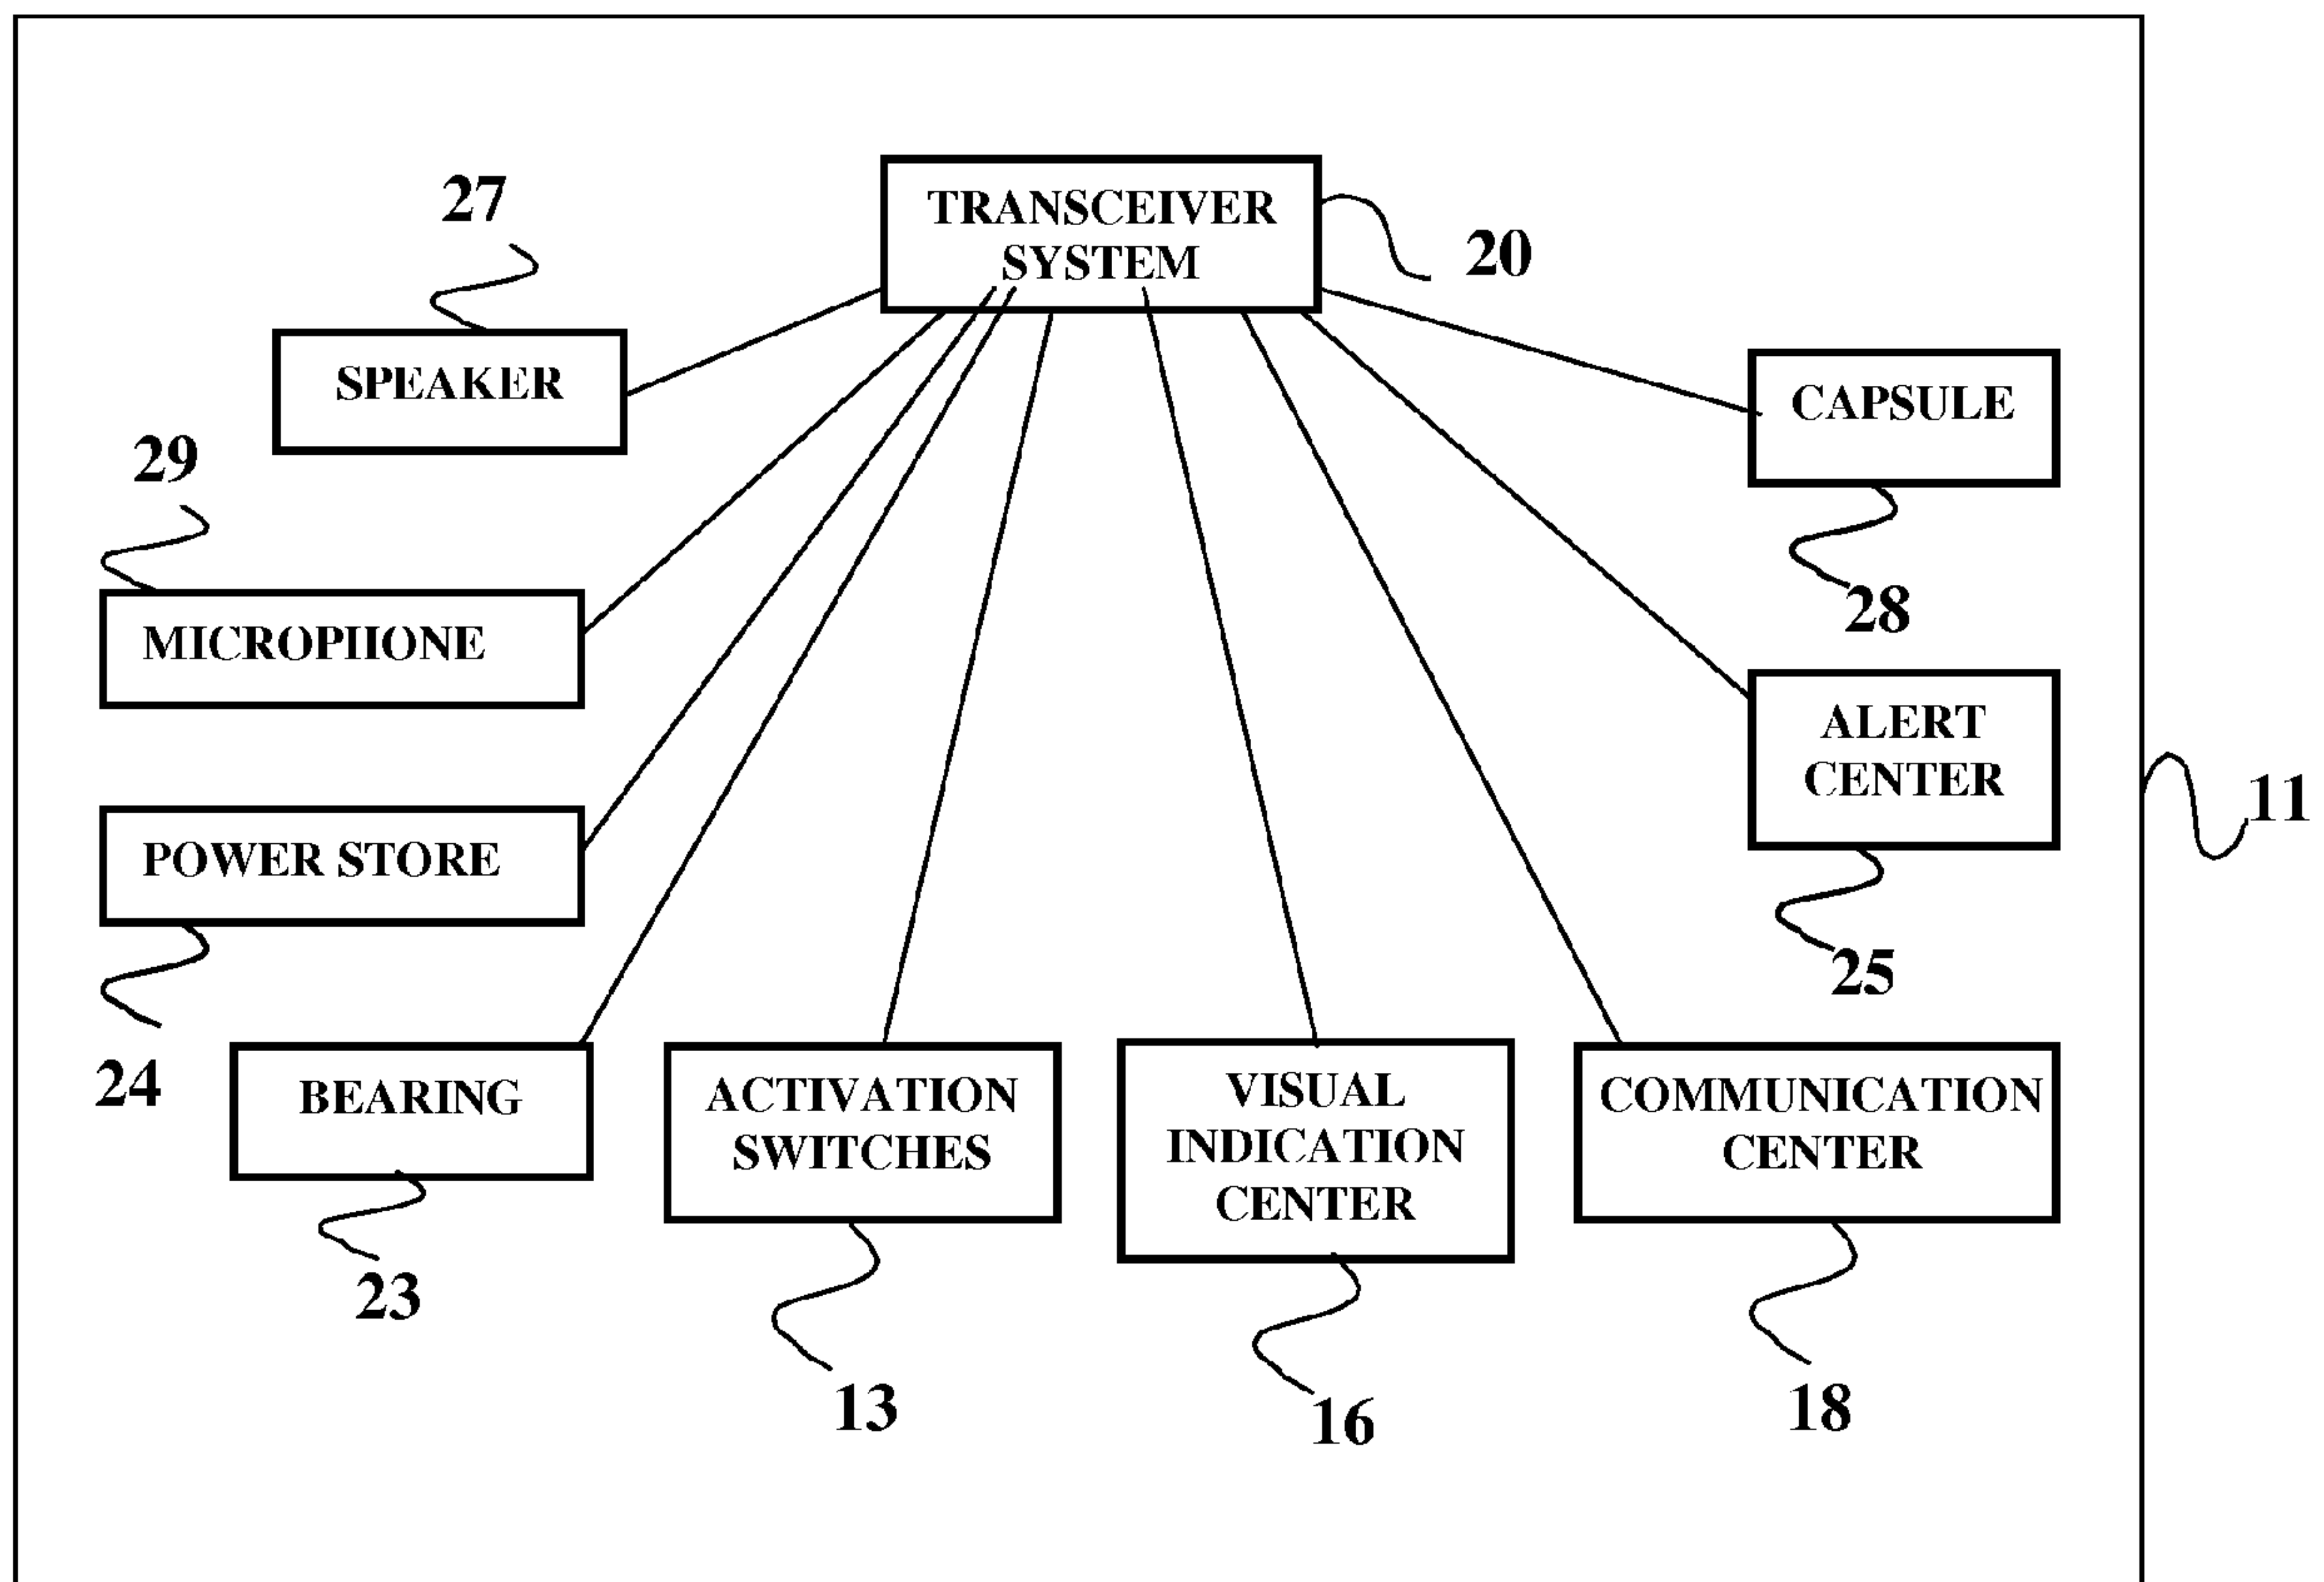 TRANSCEIVER
SYSTEM
20
27
SPEAKER
CAPSULE
28
29
MICROPHONE
ALERT
CENTER
25
11
POWER STORE
24
BEARING
23
ACTIVATION
SWITCHES
13
VISUAL
INDICATION
CENTER
16
COMMUNICATION
CENTER
18